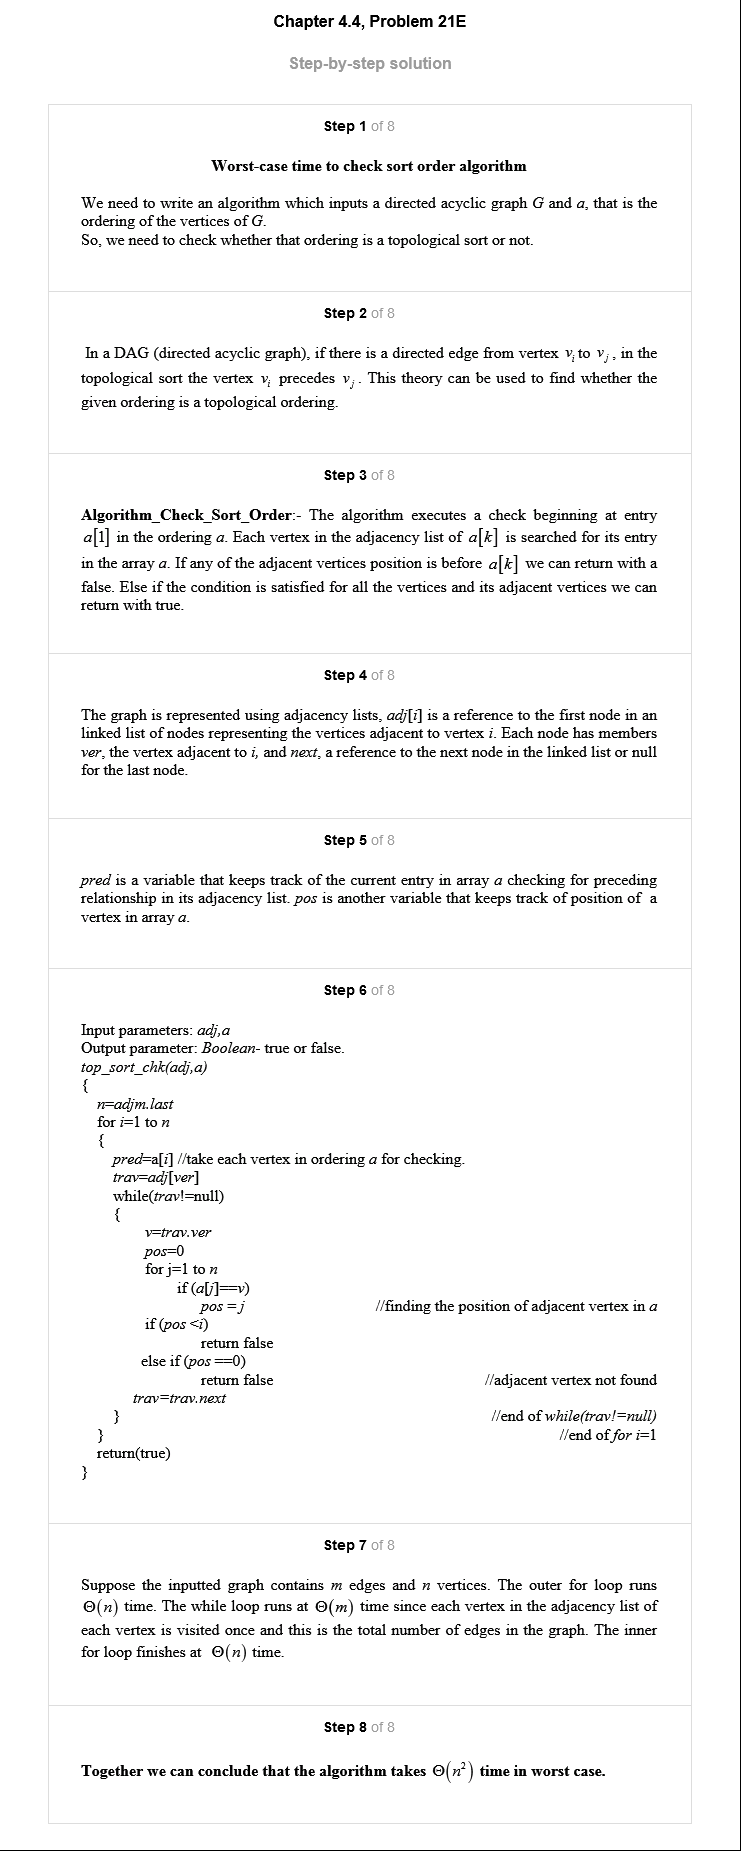 Chapter 4.4, Problem 21E
Step-by-step solution
Step 1 of 8
Worst-case time to check sort order algorithm
We need to write an algorithm which inputs a directed acyclic graph G and a, that is the
ordering of the vertices of G.
So, we need to check whether that ordering is a topological sort or not.
Step 2 of 8
In a DAG (directed acyclic graph), if there is a directed edge from vertex v_i to v_j, in the
topological sort the vertex v_i precedes v_j. This theory can be used to find whether the
given ordering is a topological ordering.
Step 3 of 8
Algorithm_Check_Sort_Order:- The algorithm executes a check beginning at entry
a[1] in the ordering a. Each vertex in the adjacency list of a[k] is searched for its entry
in the array a. If any of the adjacent vertices position is before a[k] we can return with a
false. Else if the condition is satisfied for all the vertices and its adjacent vertices we can
return with true.
Step 4 of 8
The graph is represented using adjacency lists, adj[i] is a reference to the first node in an
linked list of nodes representing the vertices adjacent to vertex i. Each node has members
ver, the vertex adjacent to i, and next, a reference to the next node in the linked list or null
for the last node.
Step 5 of 8
pred is a variable that keeps track of the current entry in array a checking for preceding
relationship in its adjacency list. pos is another variable that keeps track of position of a
vertex in array a.
Step 6 of 8
Input parameters: adj,a
Output parameter: Boolean- true or false.
top_sort_chk(adj,a)
{
n=adjm.last
for i=1 to n
{
pred=a[i] //take each vertex in ordering a for checking.
trav=adj[ver]
while(trav!=null)
{
v=trav.ver
pos=0
for j=1 to n
if (a[j]==v)
pos =j //finding the position of adjacent vertex in a
if (pos <i)
return false
else if (pos ==0)
return false //adjacent vertex not found
trav=trav.next
} //end of while(trav!=null)
} //end of for i=1
return(true)
}
Step 7 of 8
Suppose the inputted graph contains m edges and n vertices. The outer for loop runs
Θ(n) time. The while loop runs at Θ(m) time since each vertex in the adjacency list of
each vertex is visited once and this is the total number of edges in the graph. The inner
for loop finishes at Θ(n) time.
Step 8 of 8
Together we can conclude that the algorithm takes Θ(n²) time in worst case.